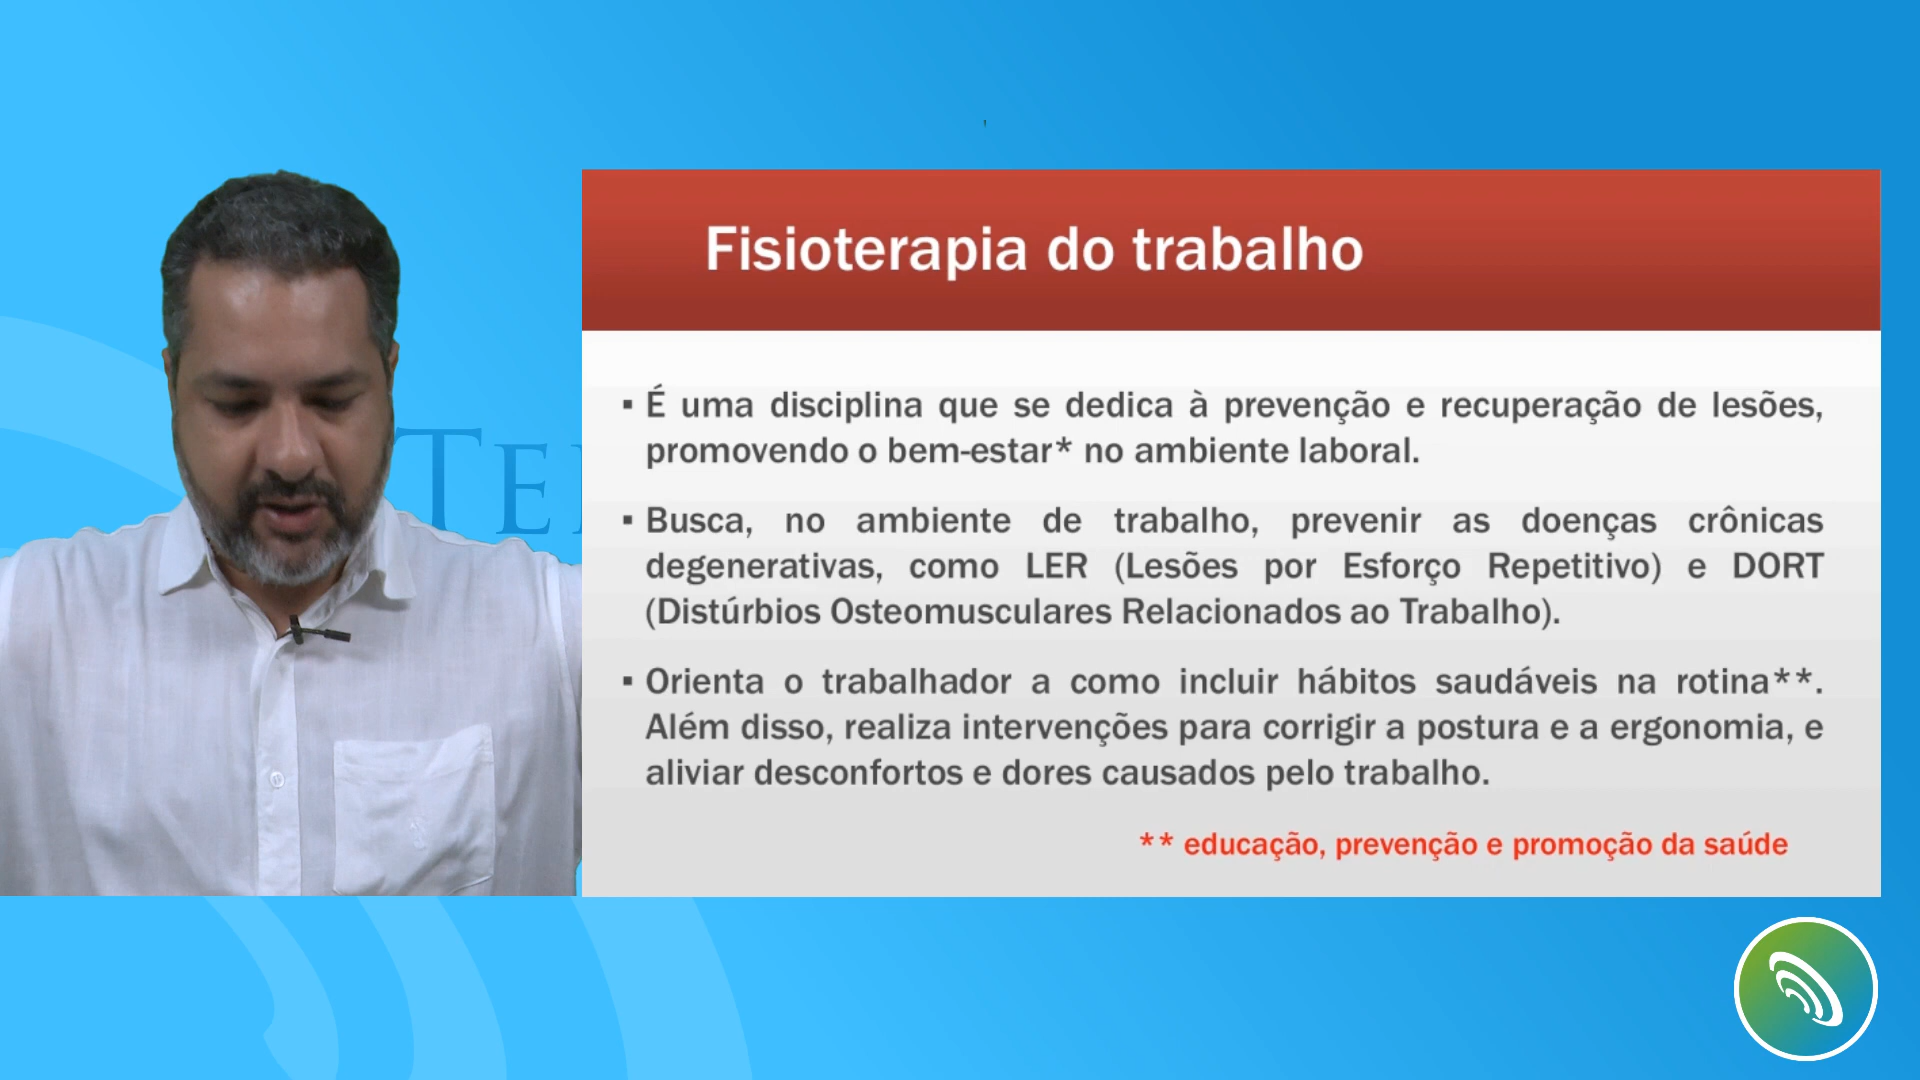 Fisioterapia do trabalho
▪ É uma disciplina que se dedica à prevenção e recuperação de lesões,
promovendo o bem-estar* no ambiente laboral.
▪ Busca, no ambiente de trabalho, prevenir as doenças crônicas
degenerativas, como LER (Lesões por Esforço Repetitivo) e DORT
(Distúrbios Osteomusculares Relacionados ao Trabalho).
▪ Orienta o trabalhador a como incluir hábitos saudáveis na rotina**.
Além disso, realiza intervenções para corrigir a postura e a ergonomia, e
aliviar desconfortos e dores causados pelo trabalho.
** educação, prevenção e promoção da saúde